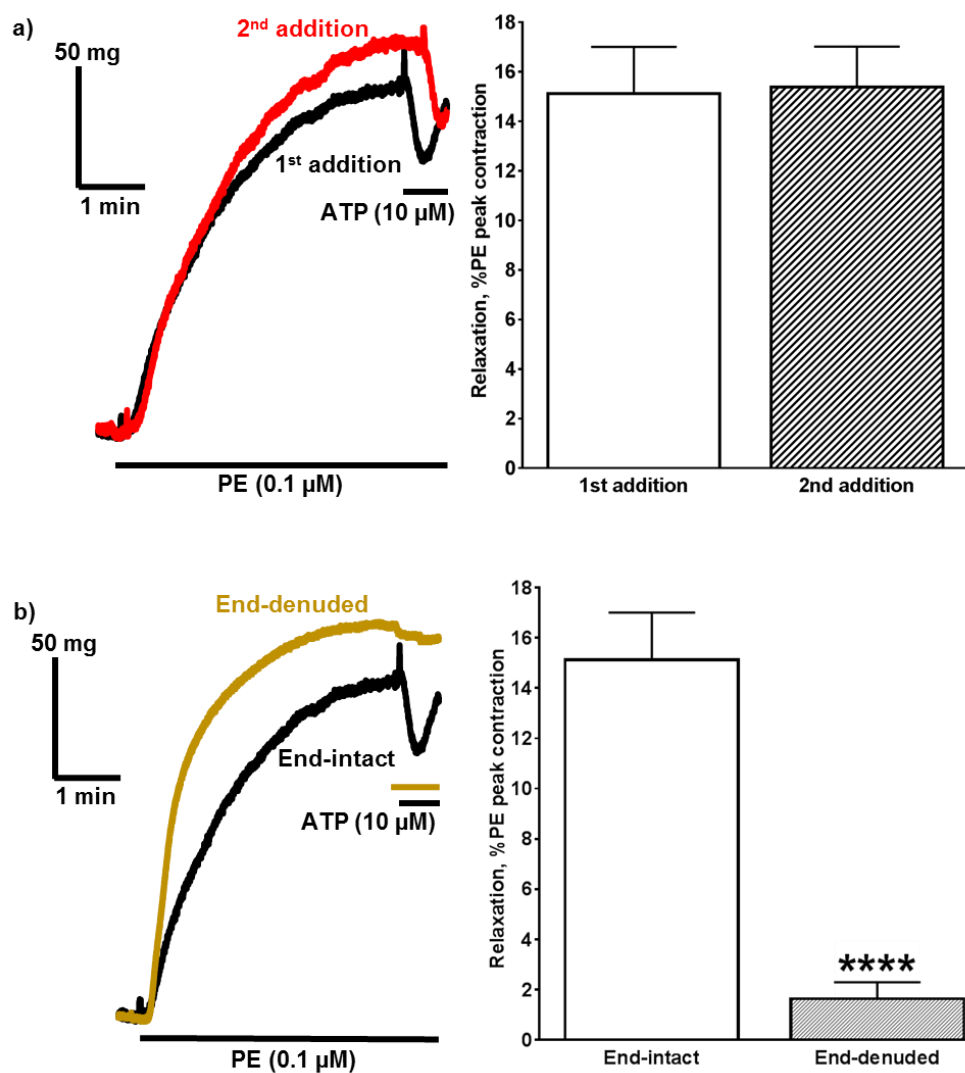 a)
50 mg
1 min
2nd addition
1st addition
ATP (10 µM)
PE (0.1 µM)
Relaxation, %PE peak contraction
18
16
14
12
10
8
6
4
2
0
1st addition
2nd addition
b)
50 mg
1 min
End-denuded
End-intact
ATP (10 µM)
PE (0.1 µM)
Relaxation, %PE peak contraction
18
16
14
12
10
8
6
4
2
0
****
End-intact
End-denuded